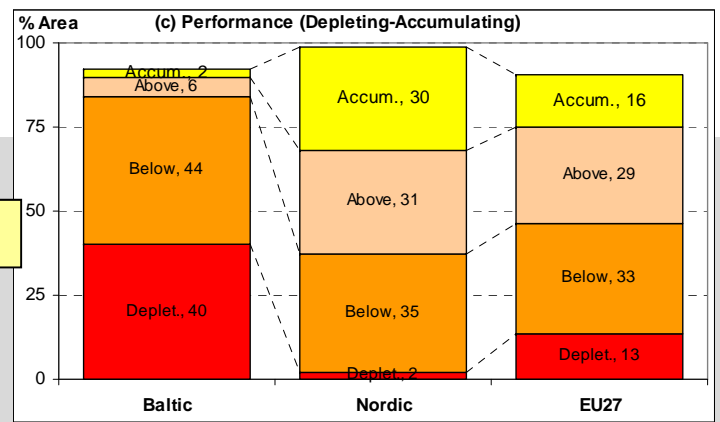 % Area
(c) Performance (Depleting-Accumulating)
100
75
50
25
0
Accum., 2
Above, 6
Below, 44
Deplet., 40
Accum., 30
Above, 31
Below, 35
Deplet., 2
Accum., 16
Above, 29
Below, 33
Deplet., 13
Baltic
Nordic
EU27